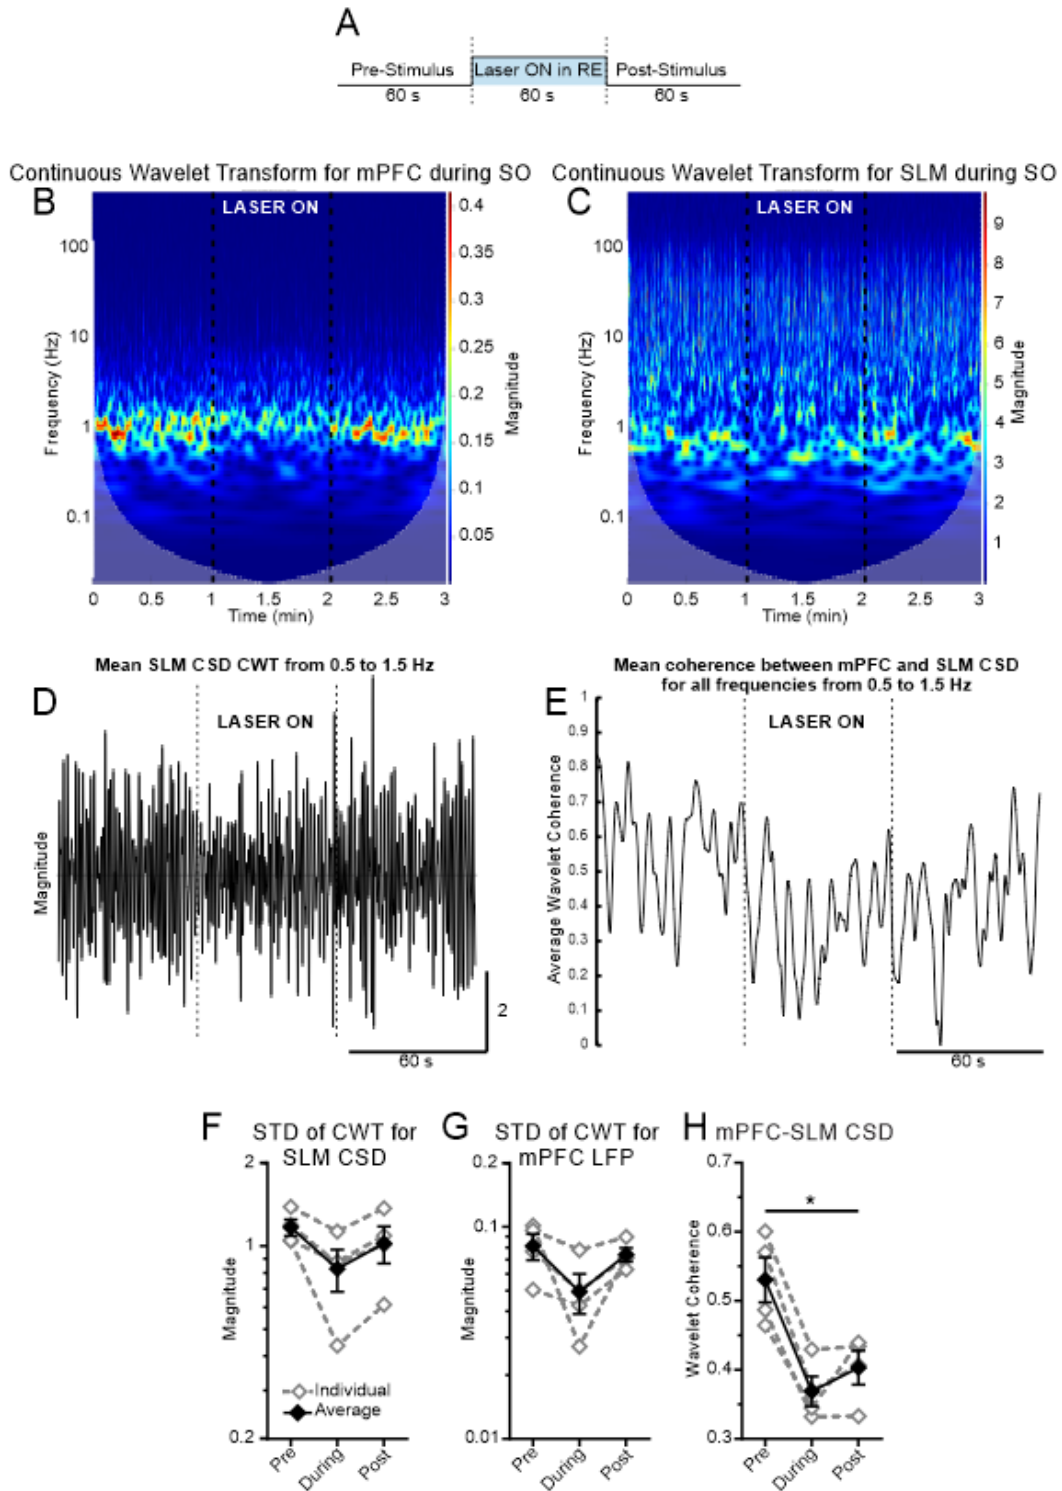 A
Pre-Stimulus Laser ON in RE Post-Stimulus
60 s 60 s 60 s
Continuous Wavelet Transform for mPFC during SO
B
LASER ON
100
10
1
0.1
Frequency (Hz)
0 0.5 1 1.5 2 2.5 3
Time (min)
0.4
0.35
0.3
0.25
0.2
0.15
0.1
0.05
Magnitude
Continuous Wavelet Transform for SLM during SO
C
LASER ON
100
10
1
0.1
Frequency (Hz)
0 0.5 1 1.5 2 2.5 3
Time (min)
9
8
7
6
5
4
3
2
1
Magnitude
Mean SLM CSD CWT from 0.5 to 1.5 Hz
D
LASER ON
Magnitude
2
60 s
Mean coherence between mPFC and SLM CSD
for all frequencies from 0.5 to 1.5 Hz
E
LASER ON
1
0.9
0.8
0.7
0.6
0.5
0.4
0.3
0.2
0.1
0
Average Wavelet Coherence
60 s
F
STD of CWT for
SLM CSD
2
1
0.2
Magnitude
Individual
Average
Pre During Post
G
STD of CWT for
mPFC LFP
0.2
0.1
0.01
Magnitude
Pre During Post
H
mPFC-SLM CSD
0.7
0.6
0.5
0.4
0.3
Wavelet Coherence
*
Pre During Post